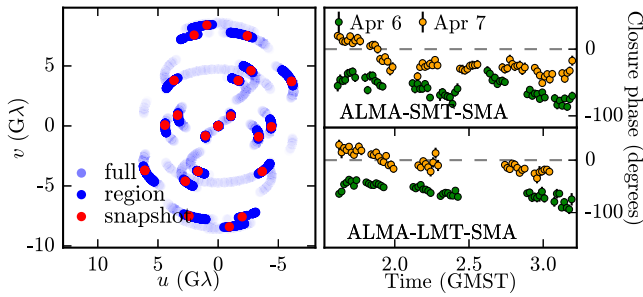 10
5
0
−5
−10
10
5
0
−5
u (Gλ)
v (Gλ)
full
region
snapshot
Apr 6
Apr 7
ALMA-SMT-SMA
0
-100
ALMA-LMT-SMA
0
-100
2.0
2.5
3.0
Time (GMST)
Closure phase (degrees)